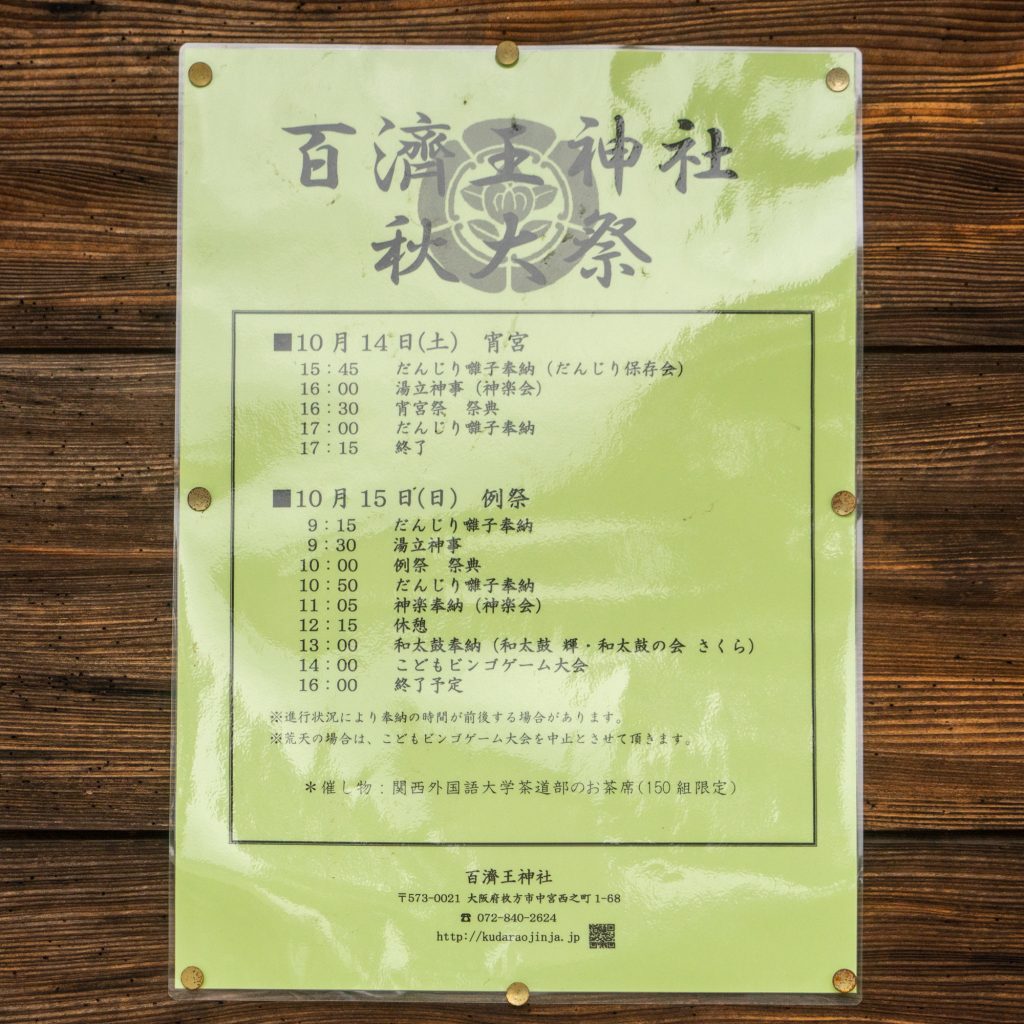 百濟王神社
秋大祭
■10月14日(土) 宵宮
15：45 だんじり囃子奉納（だんじり保存会）
16：00 湯立神事（神楽会）
16：30 宵宮祭 祭典
17：00 だんじり囃子奉納
17：15 終了
■10月15日(日) 例祭
9：15 だんじり囃子奉納
9：30 湯立神事
10：00 例祭 祭典
10：50 だんじり囃子奉納
11：05 神楽奉納（神楽会）
12：15 休憩
13：00 和太鼓奉納（和太鼓 輝・和太鼓の会 さくら）
14：00 こどもビンゴゲーム大会
16：00 終了予定
※進行状況により奉納の時間が前後する場合があります。
※荒天の場合は、こどもビンゴゲーム大会を中止とさせて頂きます。
＊催し物：関西外国語大学茶道部のお茶席(150組限定)
百濟王神社
〒573-0021 大阪府枚方市中宮西之町1-68
☎ 072-840-2624
http://kudaraojinja.jp